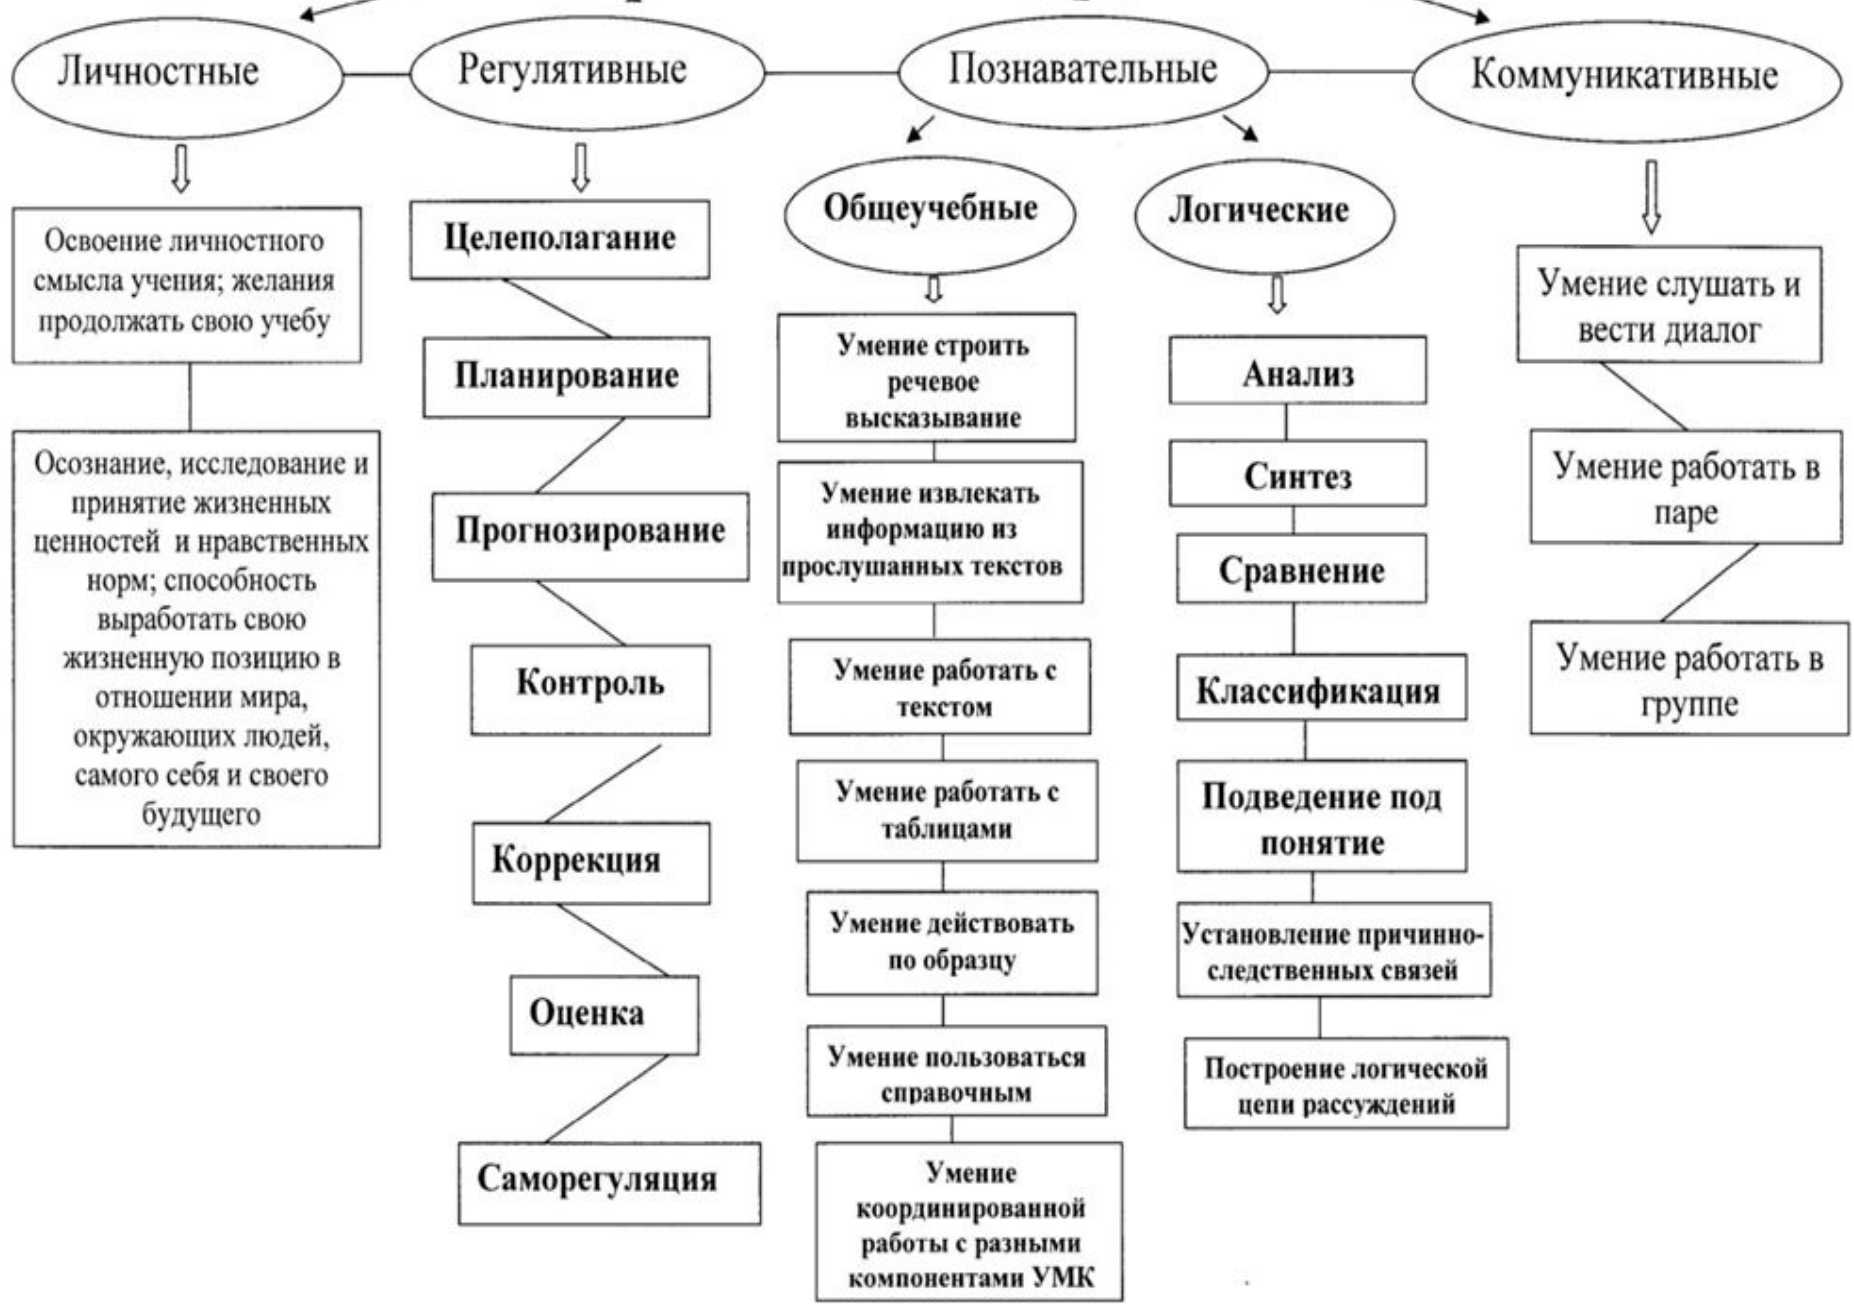 Личностные
Регулятивные
Познавательные
Коммуникативные
Освоение личностного
смысла учения; желания
продолжать свою учебу
Осознание, исследование и
принятие жизненных
ценностей и нравственных
норм; способность
выработать свою
жизненную позицию в
отношении мира,
окружающих людей,
самого себя и своего
будущего
Целеполагание
Планирование
Прогнозирование
Контроль
Коррекция
Оценка
Саморегуляция
Общеучебные
Умение строить
речевое
высказывание
Умение извлекать
информацию из
прослушанных текстов
Умение работать с
текстом
Умение работать с
таблицами
Умение действовать
по образцу
Умение пользоваться
справочным
Умение
координированной
работы с разными
компонентами УМК
Логические
Анализ
Синтез
Сравнение
Классификация
Подведение под
понятие
Установление причинно-
следственных связей
Построение логической
цепи рассуждений
Умение слушать и
вести диалог
Умение работать в
паре
Умение работать в
группе